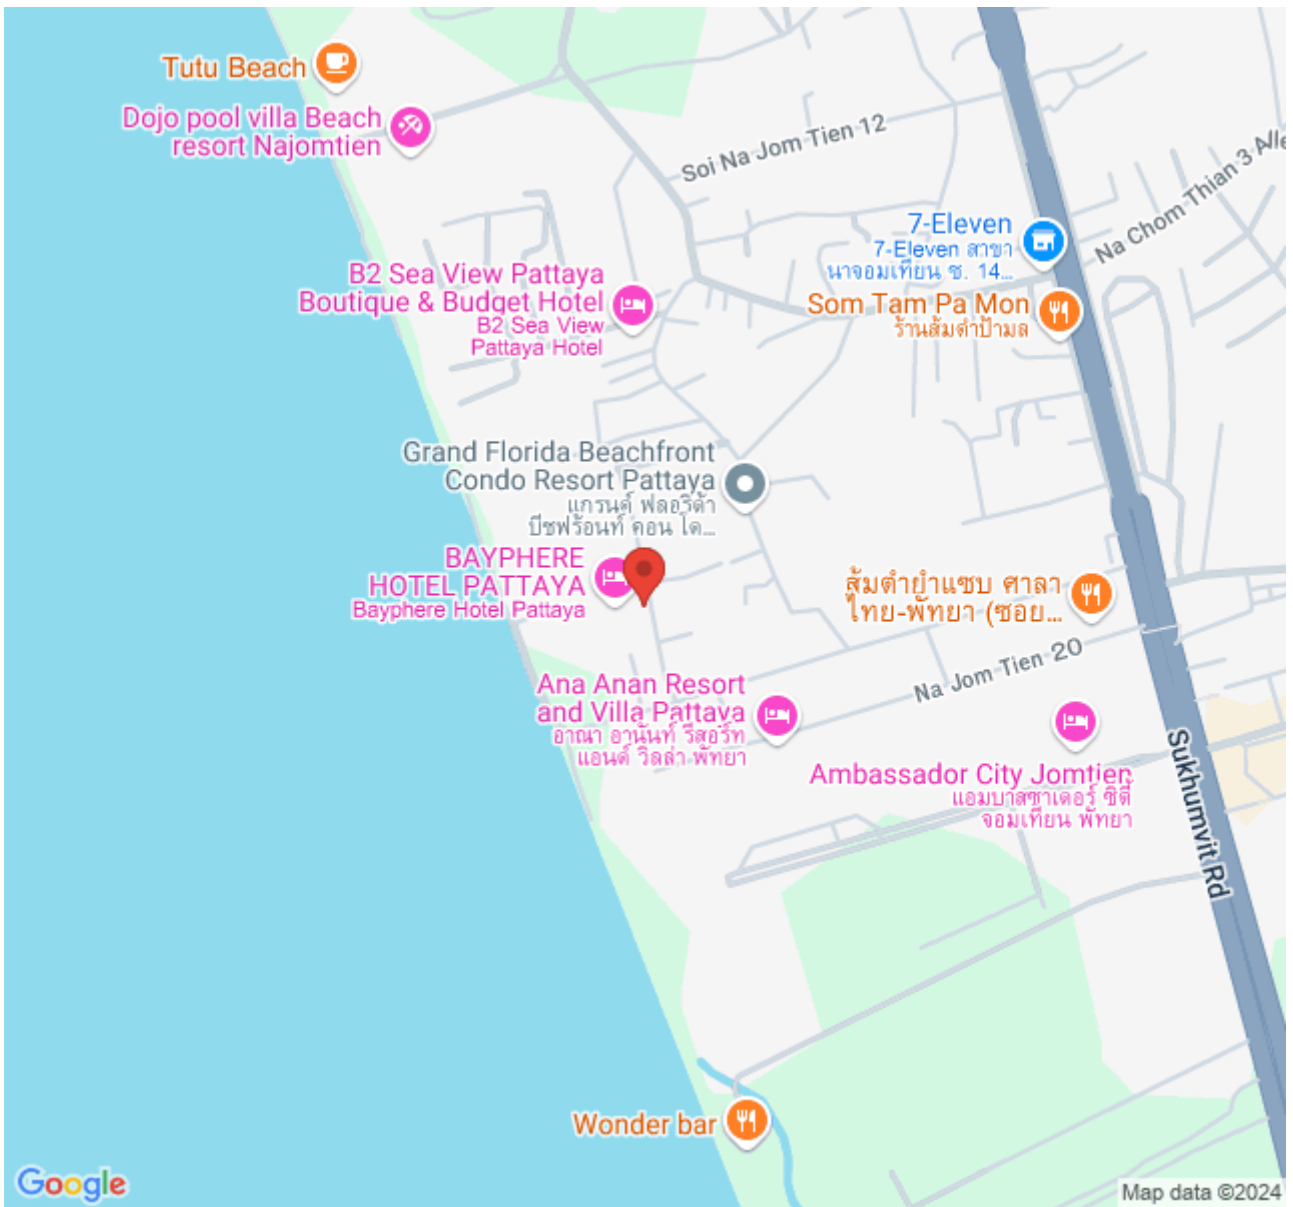 Tutu Beach
Dojo pool villa Beach
resort Najomtien
Soi Na Jom Tien 12
Na Chom Thian 3 Alle
7-Eleven
7-Eleven สาขา
นาจอมเทียน ซ. 14...
B2 Sea View Pattaya
Boutique & Budget Hotel
B2 Sea View
Pattaya Hotel
Som Tam Pa Mon
ร้านส้มตำป้ามล
Grand Florida Beachfront
Condo Resort Pattaya
แกรนด์ ฟลอริด้า
บีชฟร้อนท์ คอน โด...
BAYPHERE
HOTEL PATTAYA
Bayphere Hotel Pattaya
ส้มตำยำแซบ ศาลา
ไทย-พัทยา (ซอย...
Na Jom Tien 20
Ana Anan Resort
and Villa Pattaya
อาณา อานันท์ รีสอร์ท
แอนด์ วิลล่า พัทยา
Ambassador City Jomtien
แอมบาสซาเดอร์ ซิตี้
จอมเทียน พัทยา
Sukhumvit Rd
Wonder bar
Google
Map data ©2024